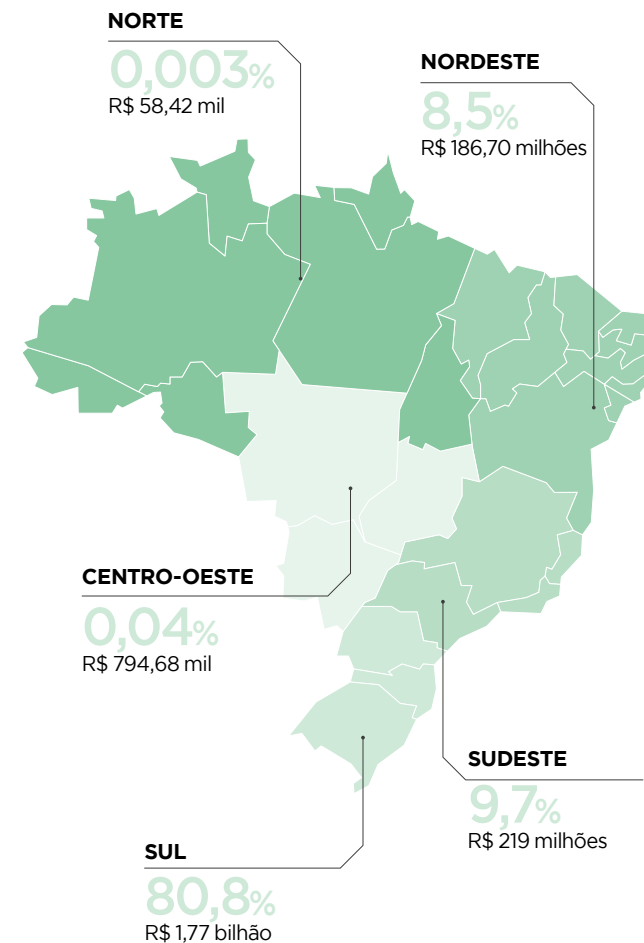 NORTE
0,003%
R$ 58,42 mil
NORDESTE
8,5%
R$ 186,70 milhões
CENTRO-OESTE
0,04%
R$ 794,68 mil
SUDESTE
9,7%
R$ 219 milhões
SUL
80,8%
R$ 1,77 bilhão